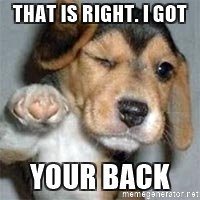 THAT IS RIGHT. I GOT
YOUR BACK
memegenerator.net